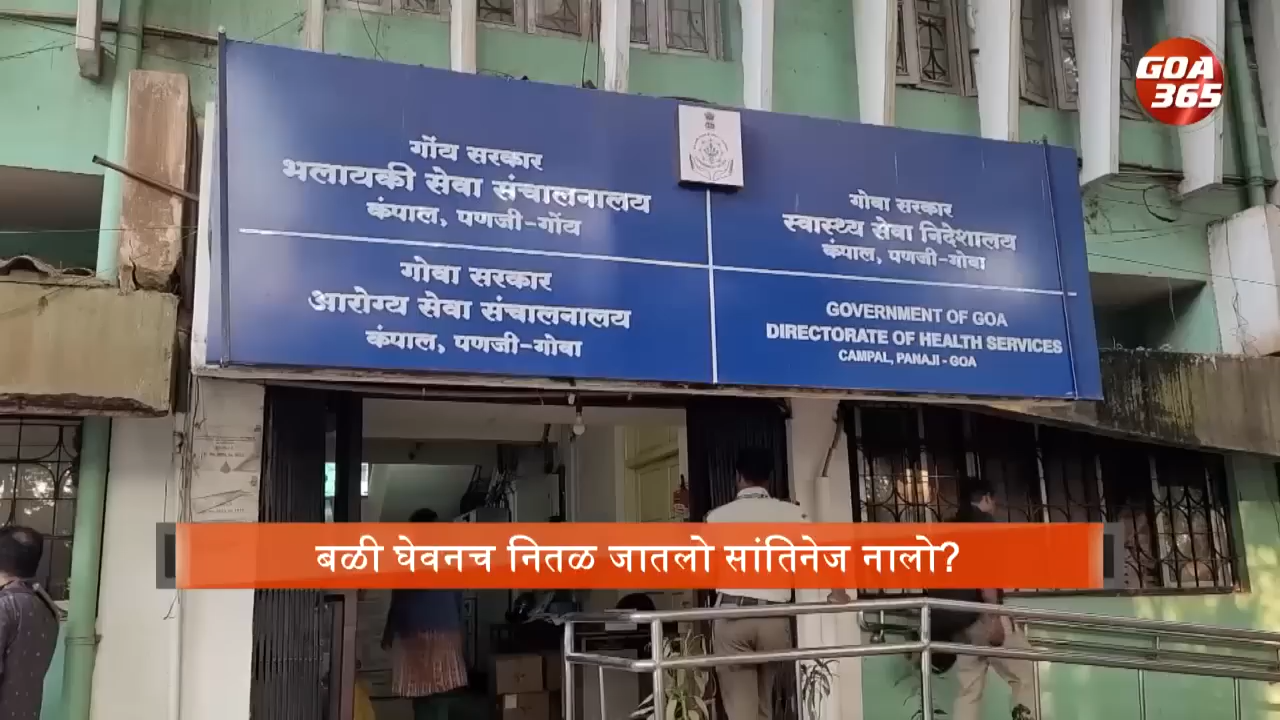 GOA
365
गोंय सरकार
भलायकी सेवा संचालनालय
कंपाल, पणजी-गोंय
गोवा सरकार
आरोग्य सेवा संचालनालय
कंपाल, पणजी-गोवा
गोवा सरकार
स्वास्थ्य सेवा निदेशालय
कंपाल, पणजी-गोवा
GOVERNMENT OF GOA
DIRECTORATE OF HEALTH SERVICES
CAMPAL, PANAJI - GOA
बळी घेवनच नितळ जातलो सांतिनेज नालो?